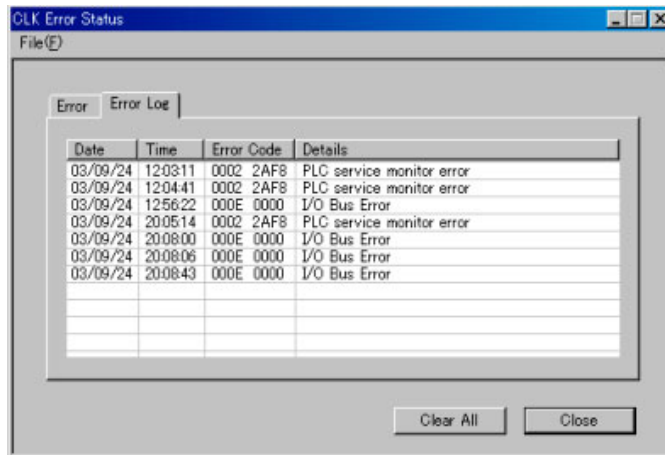 CLK Error Status
File(F)
Error Error Log
Date Time Error Code Details
03/09/24 12:03:11 0002 2AF8 PLC service monitor error
03/09/24 12:04:41 0002 2AF8 PLC service monitor error
03/09/24 12:56:22 000E 0000 I/O Bus Error
03/09/24 20:05:14 0002 2AF8 PLC service monitor error
03/09/24 20:08:00 000E 0000 I/O Bus Error
03/09/24 20:08:06 000E 0000 I/O Bus Error
03/09/24 20:08:43 000E 0000 I/O Bus Error
Clear All Close